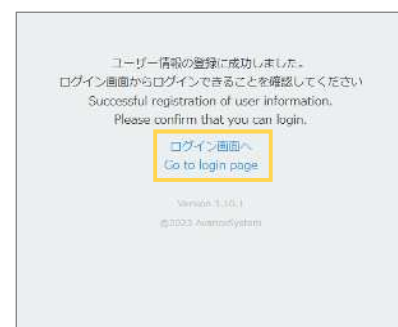 ユーザー情報の登録に成功しました。
ログイン画面からログインできることを確認してください
Successful registration of user information.
Please confirm that you can login.
ログイン画面へ
Go to login page
Version 3.10.1
©2023 AvanceSystem